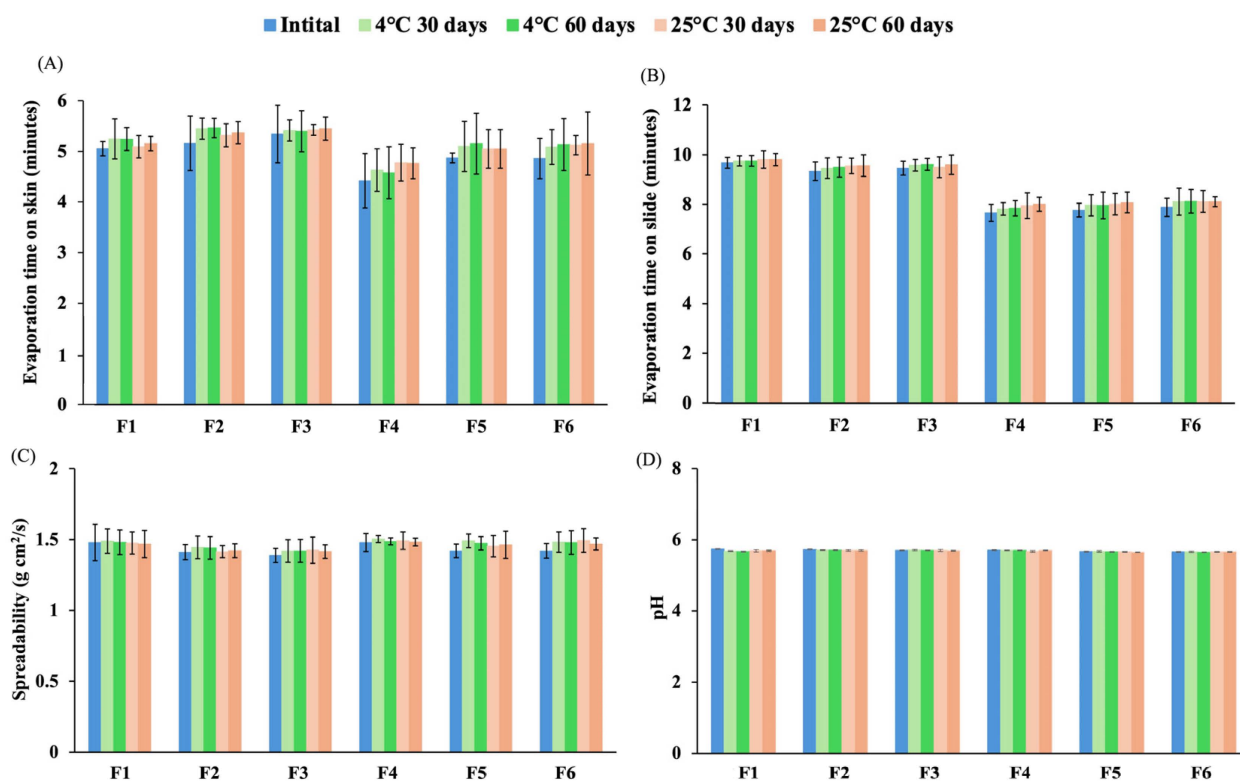 Intital 4°C 30 days 4°C 60 days 25°C 30 days 25°C 60 days
(A)
Evaporation time on skin (minutes)
6
5
4
3
2
1
0
F1 F2 F3 F4 F5 F6
(B)
Evaporation time on slide (minutes)
12
10
8
6
4
2
0
F1 F2 F3 F4 F5 F6
(C)
Spreadability (g cm²/s)
2
1.5
1
0.5
0
F1 F2 F3 F4 F5 F6
(D)
pH
8
6
4
2
0
F1 F2 F3 F4 F5 F6